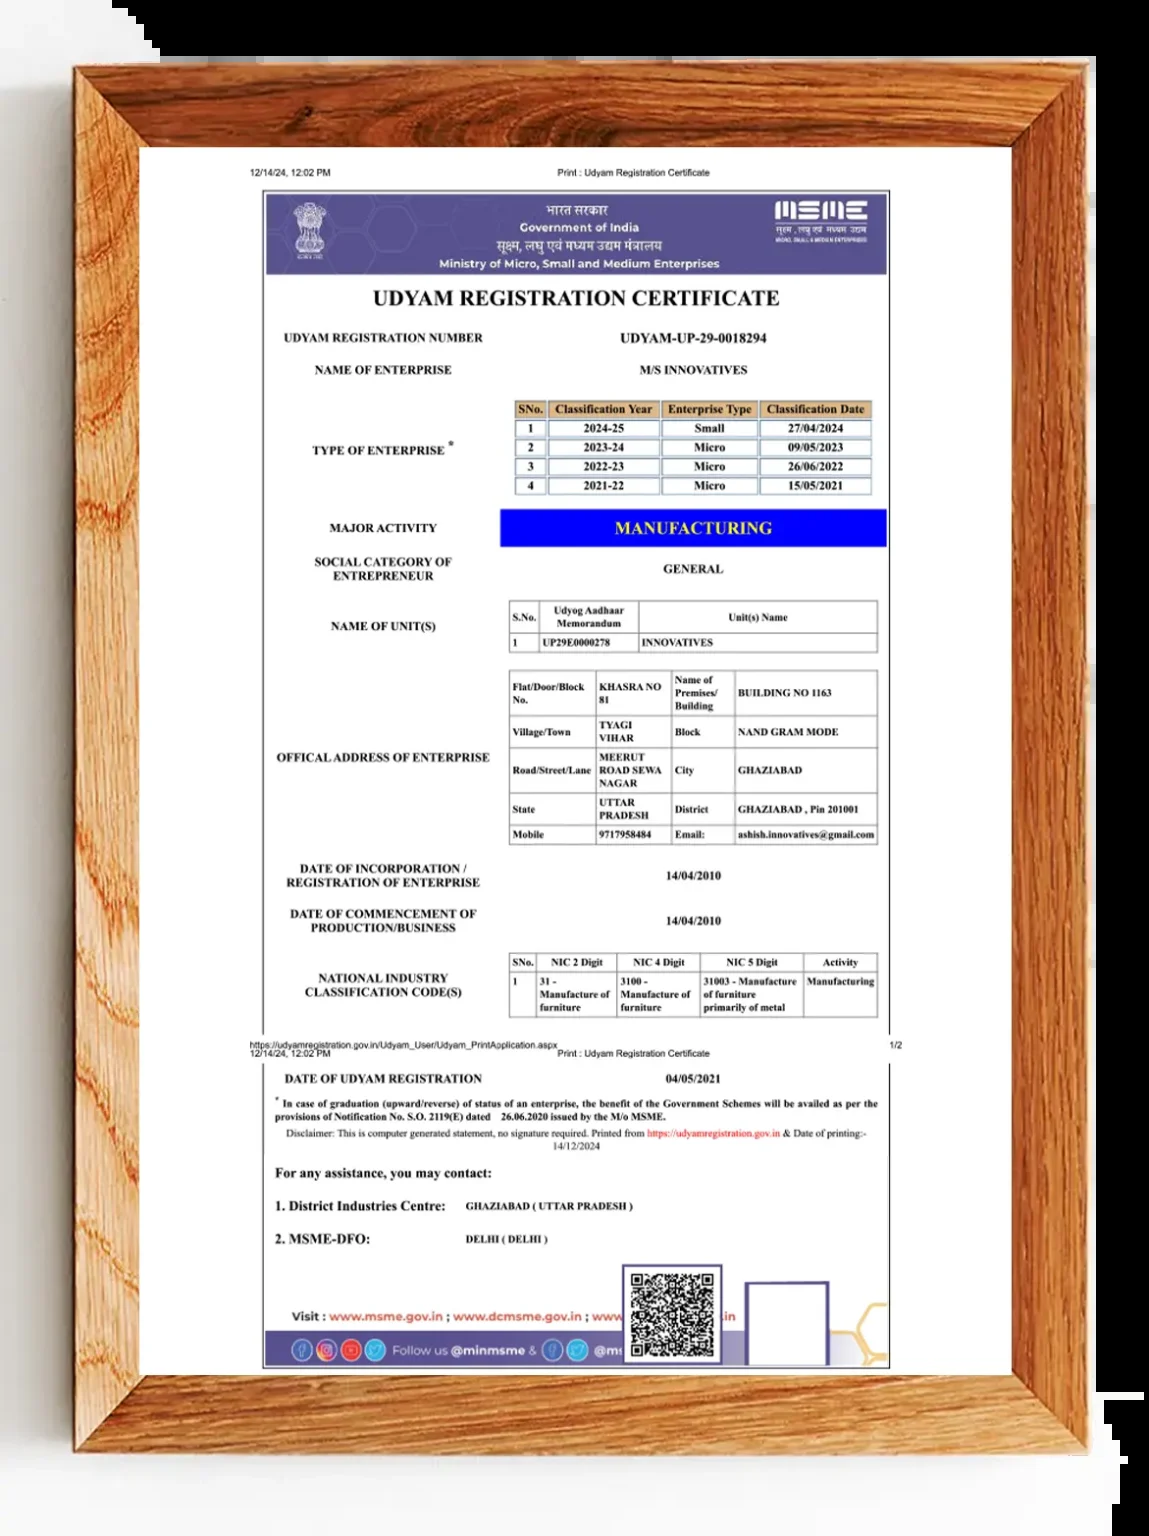 12/14/24, 12:02 PM Print : Udyam Registration Certificate
भारत सरकार
Government of India
सूक्ष्म, लघु एवं मध्यम उद्यम मंत्रालय
Ministry of Micro, Small and Medium Enterprises
MSME
सूक्ष्म, लघु एवं मध्यम उद्यम
MICRO, SMALL & MEDIUM ENTERPRISES
UDYAM REGISTRATION CERTIFICATE
UDYAM REGISTRATION NUMBER UDYAM-UP-29-0018294
NAME OF ENTERPRISE M/S INNOVATIVES
TYPE OF ENTERPRISE *
SNo. Classification Year Enterprise Type Classification Date
1 2024-25 Small 27/04/2024
2 2023-24 Micro 09/05/2023
3 2022-23 Micro 26/06/2022
4 2021-22 Micro 15/05/2021
MAJOR ACTIVITY MANUFACTURING
SOCIAL CATEGORY OF
ENTREPRENEUR
GENERAL
NAME OF UNIT(S)
S.No. Udyog Aadhaar
Memorandum
Unit(s) Name
1 UP29E0000278 INNOVATIVES
OFFICAL ADDRESS OF ENTERPRISE
Flat/Door/Block
No.
KHASRA NO
81
Name of
Premises/
Building
BUILDING NO 1163
Village/Town
TYAGI
VIHAR
Block NAND GRAM MODE
Road/Street/Lane
MEERUT
ROAD SEWA
NAGAR
City GHAZIABAD
State
UTTAR
PRADESH
District GHAZIABAD , Pin 201001
Mobile 9717958484 Email: ashish.innovatives@gmail.com
DATE OF INCORPORATION /
REGISTRATION OF ENTERPRISE
14/04/2010
DATE OF COMMENCEMENT OF
PRODUCTION/BUSINESS
14/04/2010
NATIONAL INDUSTRY
CLASSIFICATION CODE(S)
SNo. NIC 2 Digit NIC 4 Digit NIC 5 Digit Activity
1
31 -
Manufacture of
furniture
3100 -
Manufacture of
furniture
31003 - Manufacture
of furniture
primarily of metal
Manufacturing
https://udyamregistration.gov.in/Udyam_User/Udyam_PrintApplication.aspx 1/2
12/14/24, 12:02 PM Print : Udyam Registration Certificate
DATE OF UDYAM REGISTRATION 04/05/2021
* In case of graduation (upward/reverse) of status of an enterprise, the benefit of the Government Schemes will be availed as per the
provisions of Notification No. S.O. 2119(E) dated 26.06.2020 issued by the M/o MSME.
Disclaimer: This is computer generated statement, no signature required. Printed from https://udyamregistration.gov.in & Date of printing:-
14/12/2024
For any assistance, you may contact:
1. District Industries Centre: GHAZIABAD ( UTTAR PRADESH )
2. MSME-DFO: DELHI ( DELHI )
Visit : www.msme.gov.in ; www.dcmsme.gov.in ; www .in
Follow us @minmsme & @ms